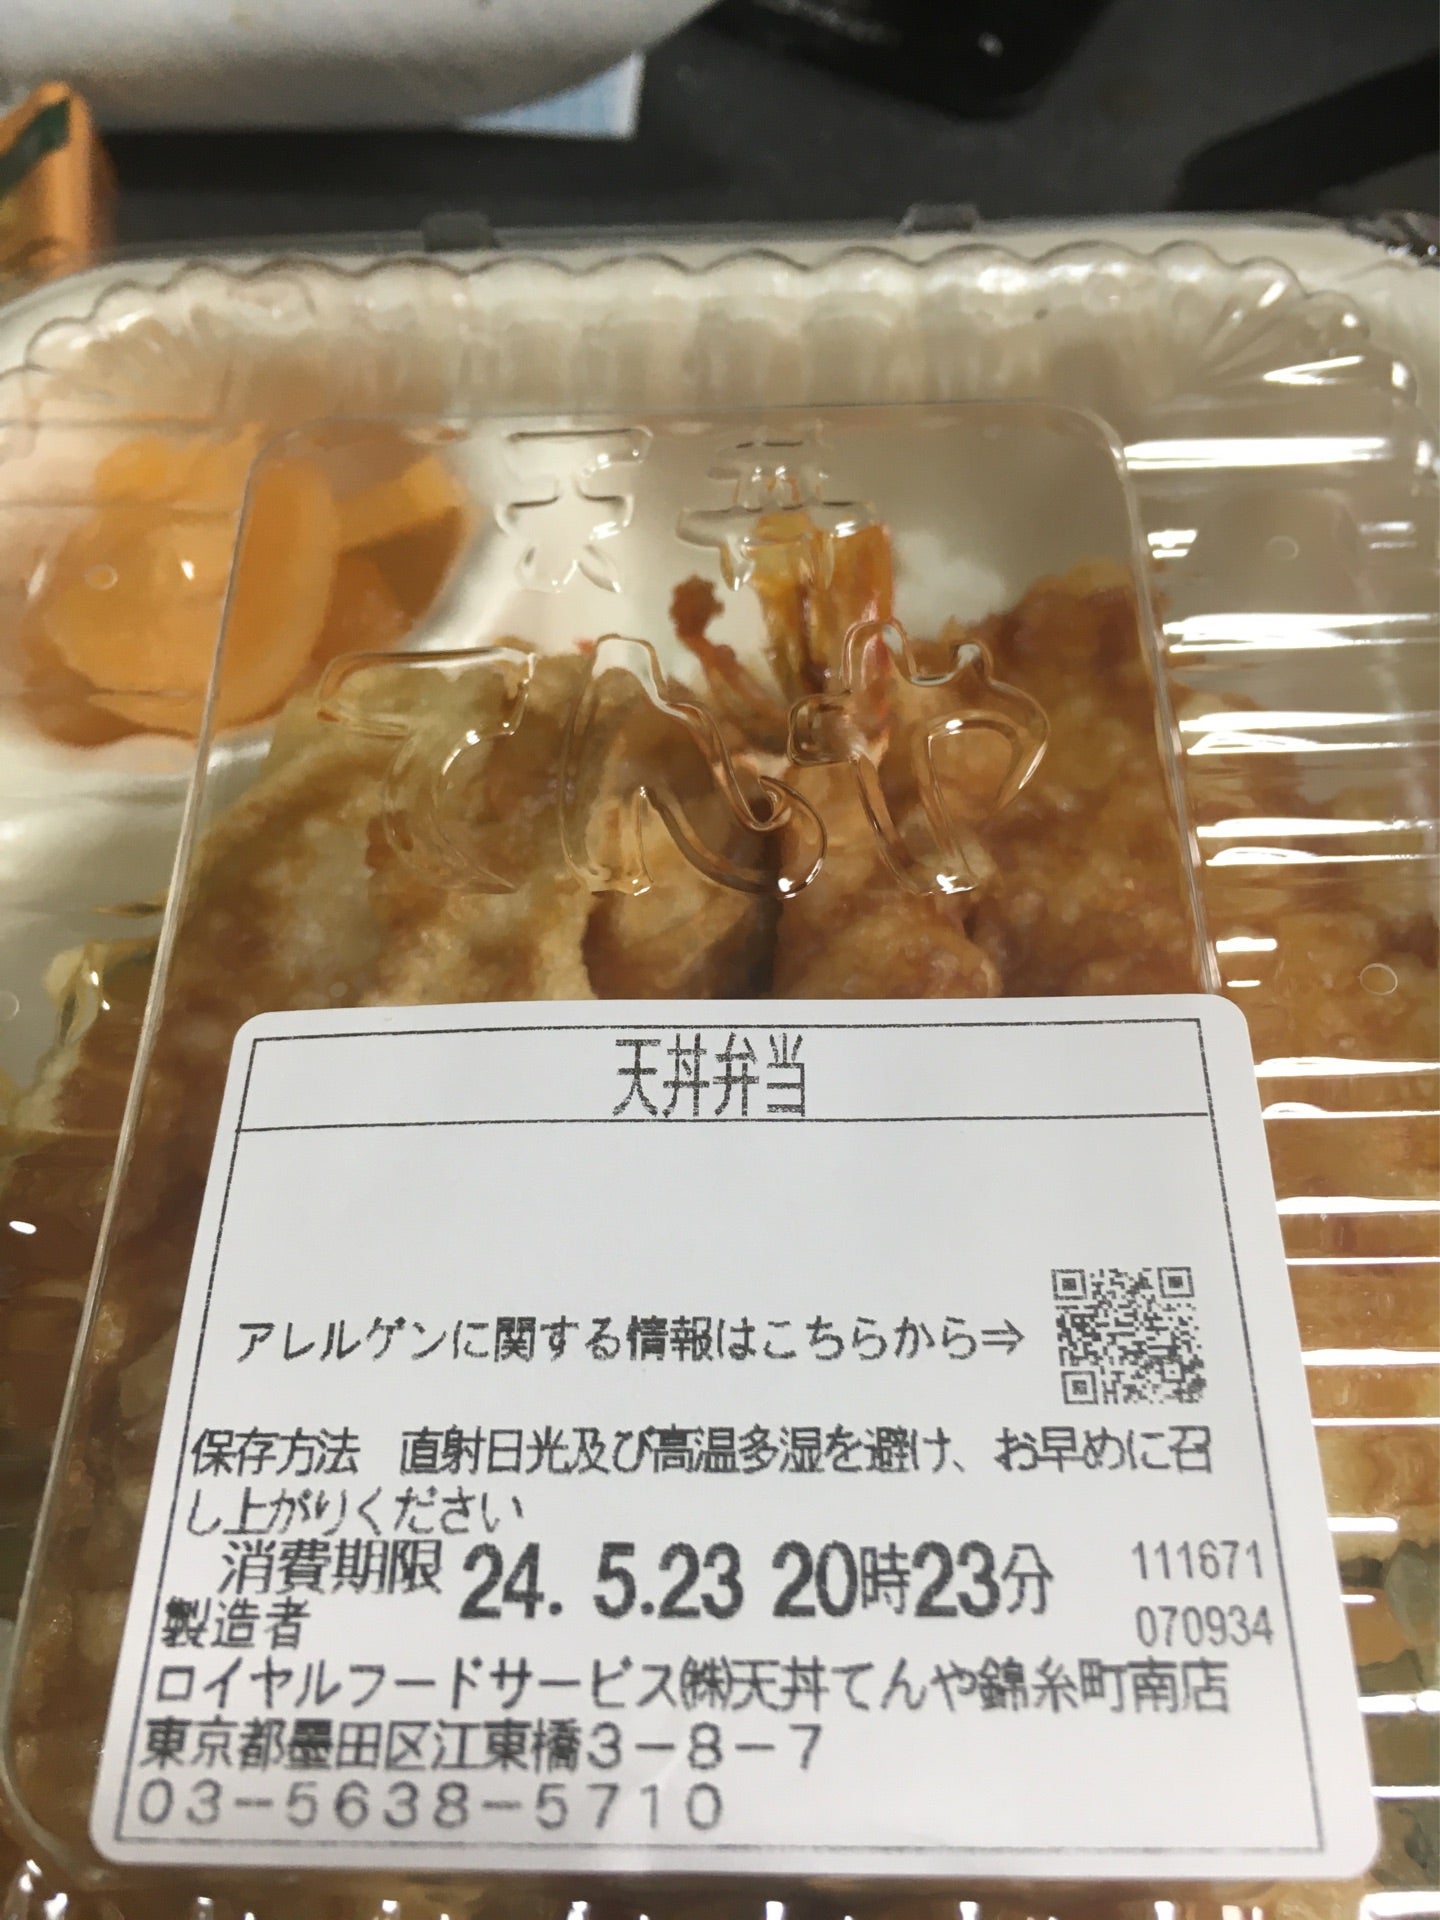 天丼
てんや
天丼弁当
アレルゲンに関する情報はこちらから⇒
保存方法　直射日光及び高温多湿を避け、お早めに召
し上がりください
消費期限 24. 5.23 20時23分 111671
製造者 070934
ロイヤルフードサービス㈱天丼てんや錦糸町南店
東京都墨田区江東橋３－８－７
０３－５６３８－５７１０